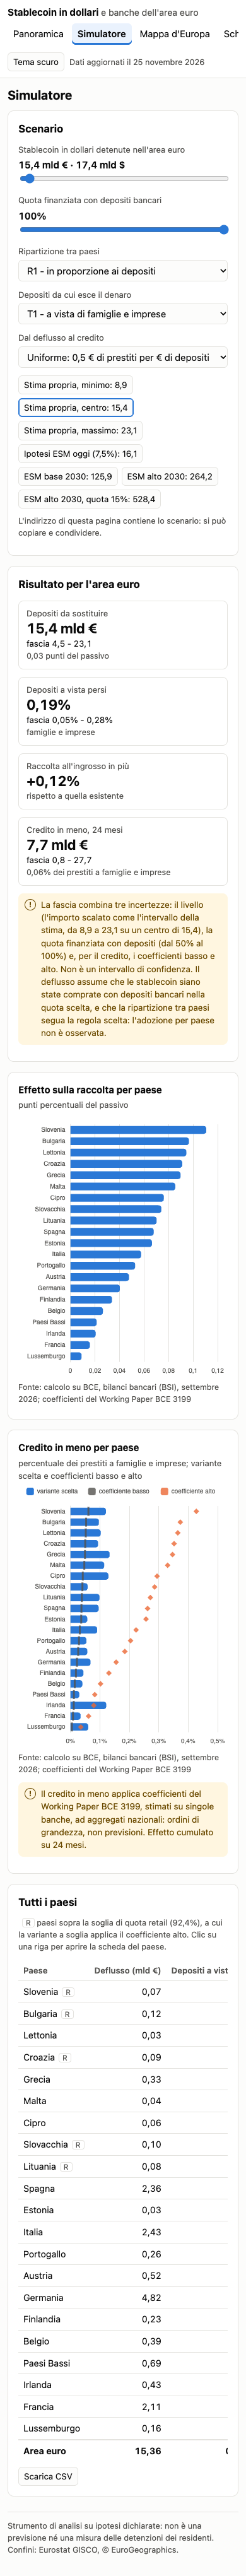 Stablecoin in dollari e banche dell'area euro
Panoramica Simulatore Mappa d'Europa Sch
Tema scuro Dati aggiornati il 25 novembre 2026
Simulatore
Scenario
Stablecoin in dollari detenute nell'area euro
15,4 mld € · 17,4 mld $
Quota finanziata con depositi bancari
100%
Ripartizione tra paesi
R1 - in proporzione ai depositi
Depositi da cui esce il denaro
T1 - a vista di famiglie e imprese
Dal deflusso al credito
Uniforme: 0,5 € di prestiti per € di depositi
Stima propria, minimo: 8,9
Stima propria, centro: 15,4
Stima propria, massimo: 23,1
Ipotesi ESM oggi (7,5%): 16,1
ESM base 2030: 125,9 ESM alto 2030: 264,2
ESM alto 2030, quota 15%: 528,4
L'indirizzo di questa pagina contiene lo scenario: si può
copiare e condividere.
Risultato per l'area euro
Depositi da sostituire
15,4 mld €
fascia 4,5 - 23,1
0,03 punti del passivo
Depositi a vista persi
0,19%
fascia 0,05% - 0,28%
famiglie e imprese
Raccolta all'ingrosso in più
+0,12%
rispetto a quella esistente
Credito in meno, 24 mesi
7,7 mld €
fascia 0,8 - 27,7
0,06% dei prestiti a famiglie e imprese
La fascia combina tre incertezze: il livello
(l'importo scalato come l'intervallo della
stima, da 8,9 a 23,1 su un centro di 15,4), la
quota finanziata con depositi (dal 50% al
100%) e, per il credito, i coefficienti basso e
alto. Non è un intervallo di confidenza. Il
deflusso assume che le stablecoin siano
state comprate con depositi bancari nella
quota scelta, e che la ripartizione tra paesi
segua la regola scelta: l'adozione per paese
non è osservata.
Effetto sulla raccolta per paese
punti percentuali del passivo
Slovenia
Bulgaria
Lettonia
Croazia
Grecia
Malta
Cipro
Slovacchia
Lituania
Spagna
Estonia
Italia
Portogallo
Austria
Germania
Finlandia
Belgio
Paesi Bassi
Irlanda
Francia
Lussemburgo
0 0,02 0,04 0,06 0,08 0,1 0,12
Fonte: calcolo su BCE, bilanci bancari (BSI), settembre
2026; coefficienti del Working Paper BCE 3199
Credito in meno per paese
percentuale dei prestiti a famiglie e imprese; variante
scelta e coefficienti basso e alto
variante scelta coefficiente basso coefficiente alto
Slovenia
Bulgaria
Lettonia
Croazia
Grecia
Malta
Cipro
Slovacchia
Lituania
Spagna
Estonia
Italia
Portogallo
Austria
Germania
Finlandia
Belgio
Paesi Bassi
Irlanda
Francia
Lussemburgo
0% 0,1% 0,2% 0,3% 0,4% 0,5%
Fonte: calcolo su BCE, bilanci bancari (BSI), settembre
2026; coefficienti del Working Paper BCE 3199
Il credito in meno applica coefficienti del
Working Paper BCE 3199, stimati su singole
banche, ad aggregati nazionali: ordini di
grandezza, non previsioni. Effetto cumulato
su 24 mesi.
Tutti i paesi
R paesi sopra la soglia di quota retail (92,4%), a cui
la variante a soglia applica il coefficiente alto. Clic su
una riga per aprire la scheda del paese.
Paese Deflusso (mld €) Depositi a vist
Slovenia R 0,07
Bulgaria R 0,12
Lettonia 0,03
Croazia R 0,09
Grecia 0,33
Malta 0,04
Cipro 0,06
Slovacchia R 0,10
Lituania R 0,08
Spagna 2,36
Estonia 0,03
Italia 2,43
Portogallo 0,26
Austria 0,52
Germania 4,82
Finlandia 0,23
Belgio 0,39
Paesi Bassi 0,69
Irlanda 0,43
Francia 2,11
Lussemburgo 0,16
Area euro 15,36
Scarica CSV
Strumento di analisi su ipotesi dichiarate: non è una
previsione né una misura delle detenzioni dei residenti.
Confini: Eurostat GISCO, © EuroGeographics.